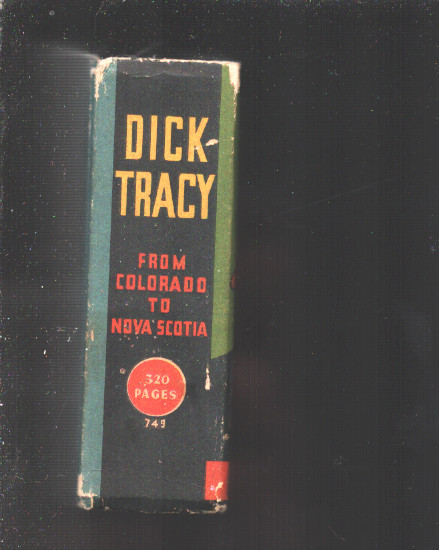 DICK
TRACY
FROM
COLORADO
TO
NOVA SCOTIA
320
PAGES
749